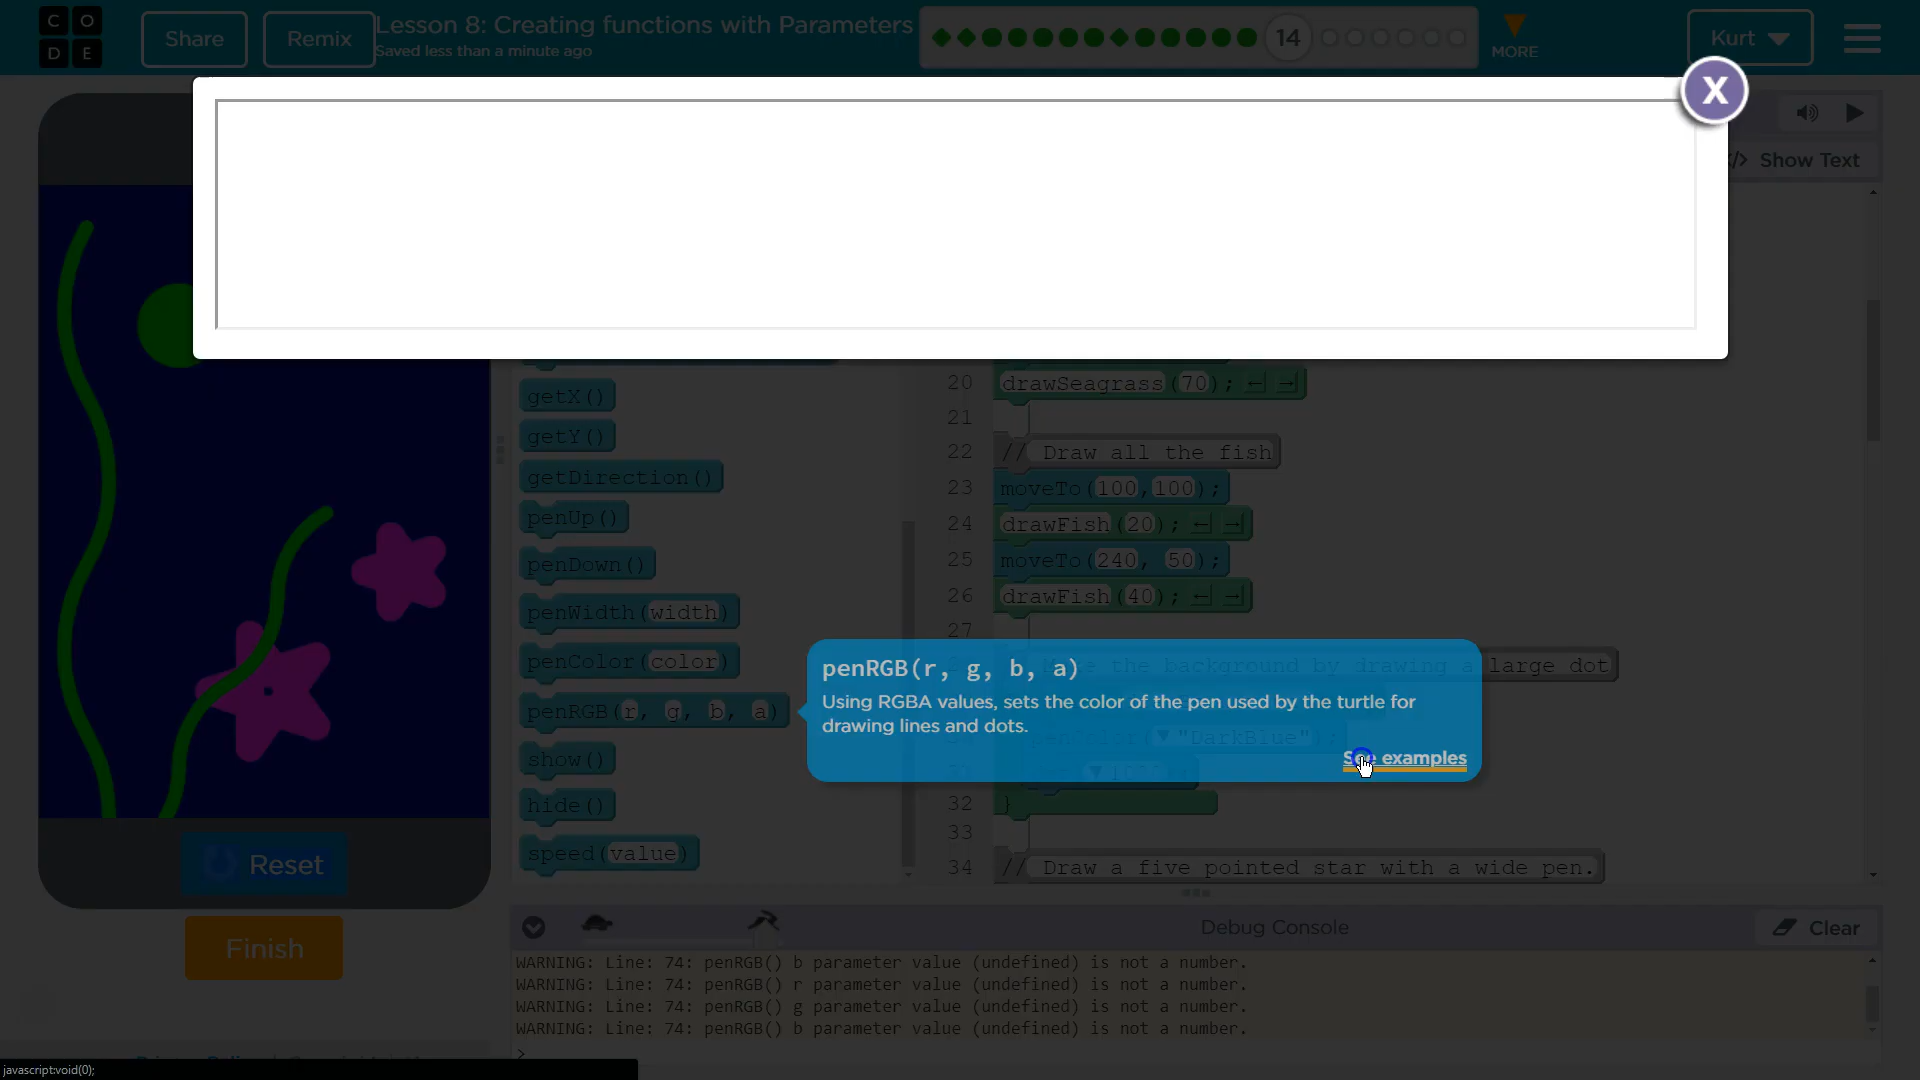 C O
D E
Share
Remix
Lesson 8: Creating functions with Parameters
Saved less than a minute ago
14
MORE
Kurt
X
Show Text
getX()
getY()
getDirection()
penUp()
penDown()
penWidth(width)
penColor(color)
penRGB(r, g, b, a)
show()
hide()
speed(value)
20 drawSeagrass(70);
21
22 // Draw all the fish
23 moveTo(100,100);
24 drawFish(20);
25 moveTo(240, 50);
26 drawFish(40);
27
the background by drawing a large dot
"DarkBlue"
32 }
33
34 // Draw a five pointed star with a wide pen.
penRGB(r, g, b, a)
Using RGBA values, sets the color of the pen used by the turtle for
drawing lines and dots.
See examples
Reset
Finish
Debug Console
Clear
WARNING: Line: 74: penRGB() b parameter value (undefined) is not a number.
WARNING: Line: 74: penRGB() r parameter value (undefined) is not a number.
WARNING: Line: 74: penRGB() g parameter value (undefined) is not a number.
WARNING: Line: 74: penRGB() b parameter value (undefined) is not a number.
>
javascript:void(0);